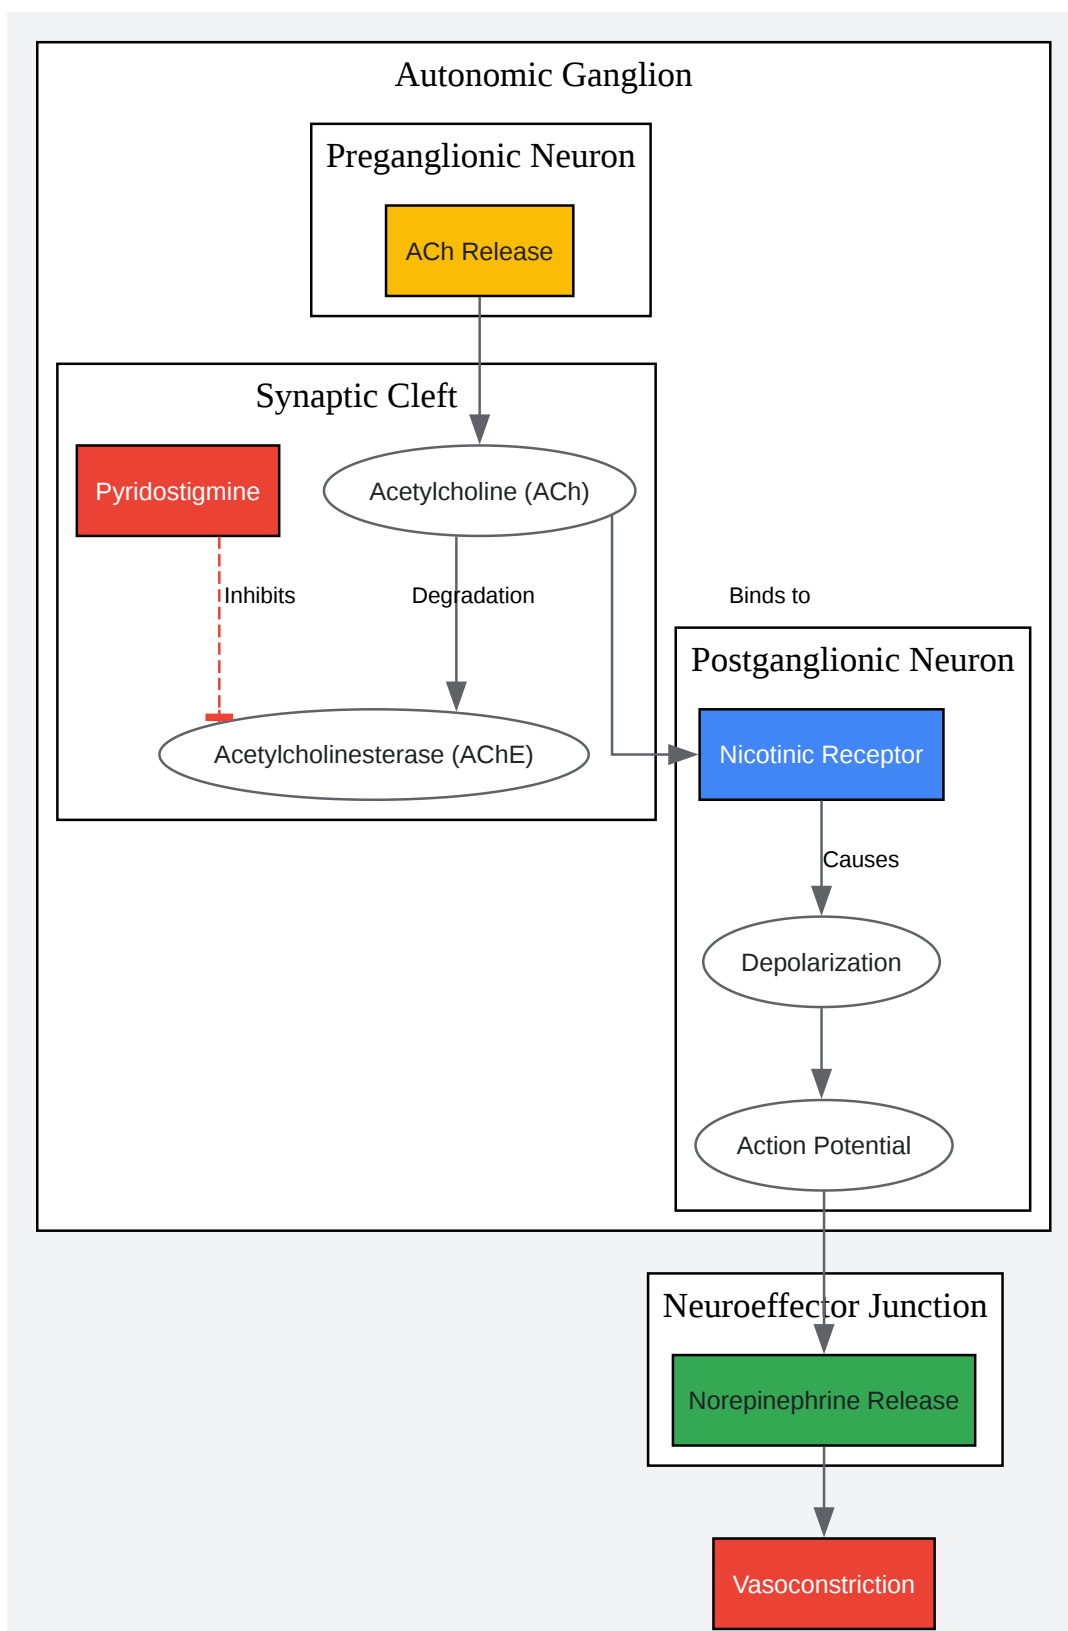 Autonomic Ganglion
Preganglionic Neuron
ACh Release
Synaptic Cleft
Pyridostigmine
Acetylcholine (ACh)
Inhibits
Degradation
Binds to
Postganglionic Neuron
Acetylcholinesterase (AChE)
Nicotinic Receptor
Causes
Depolarization
Action Potential
Neuroeffector Junction
Norepinephrine Release
Vasoconstriction